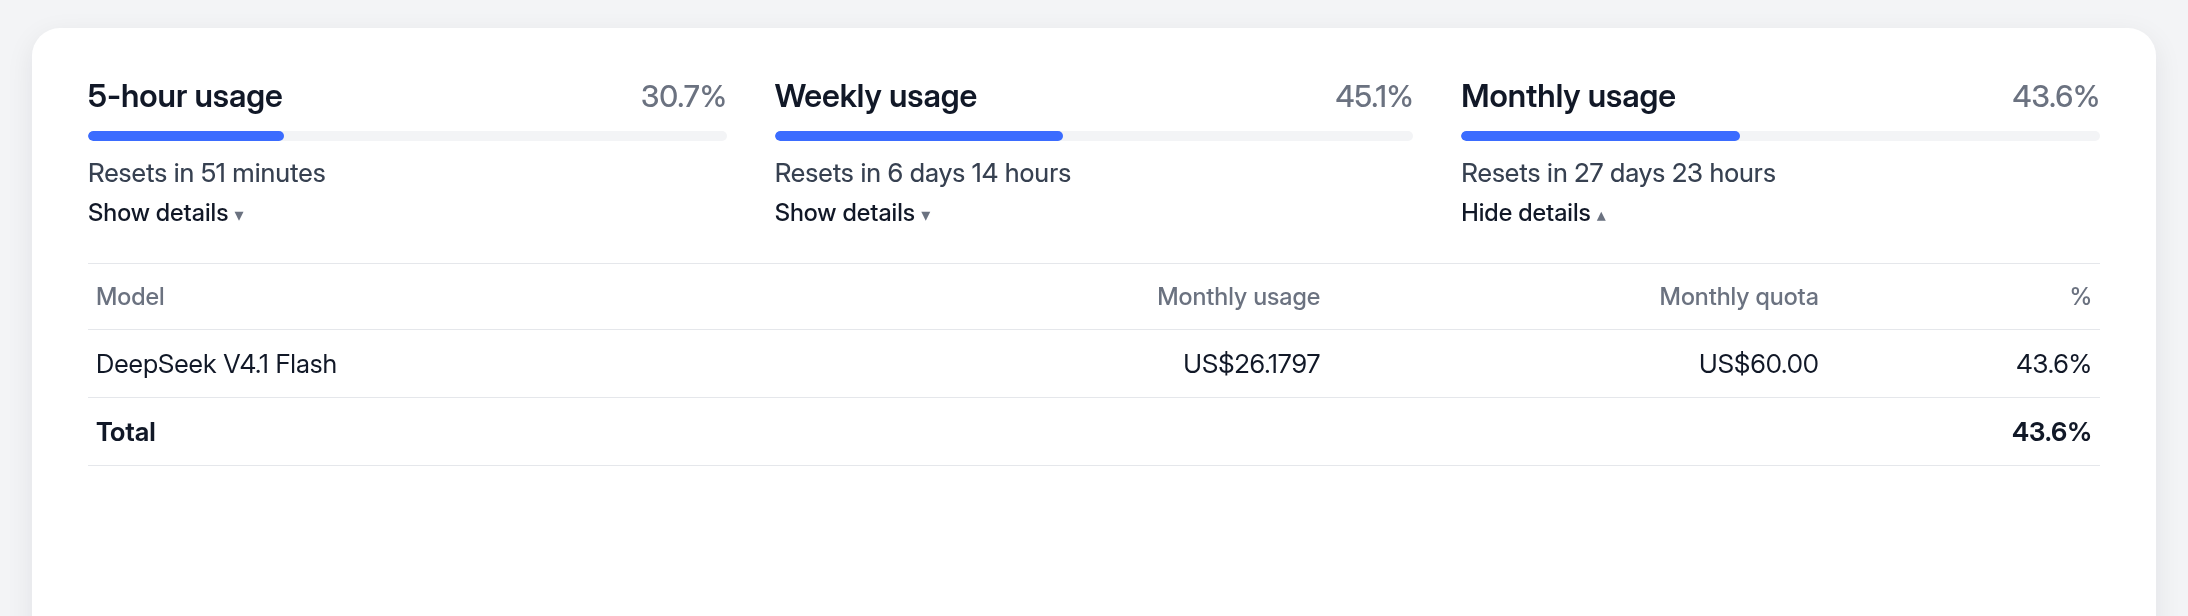 5-hour usage 30.7%
Resets in 51 minutes
Show details ▾
Weekly usage 45.1%
Resets in 6 days 14 hours
Show details ▾
Monthly usage 43.6%
Resets in 27 days 23 hours
Hide details ▴
Model Monthly usage Monthly quota %
DeepSeek V4.1 Flash US$26.1797 US$60.00 43.6%
Total 43.6%